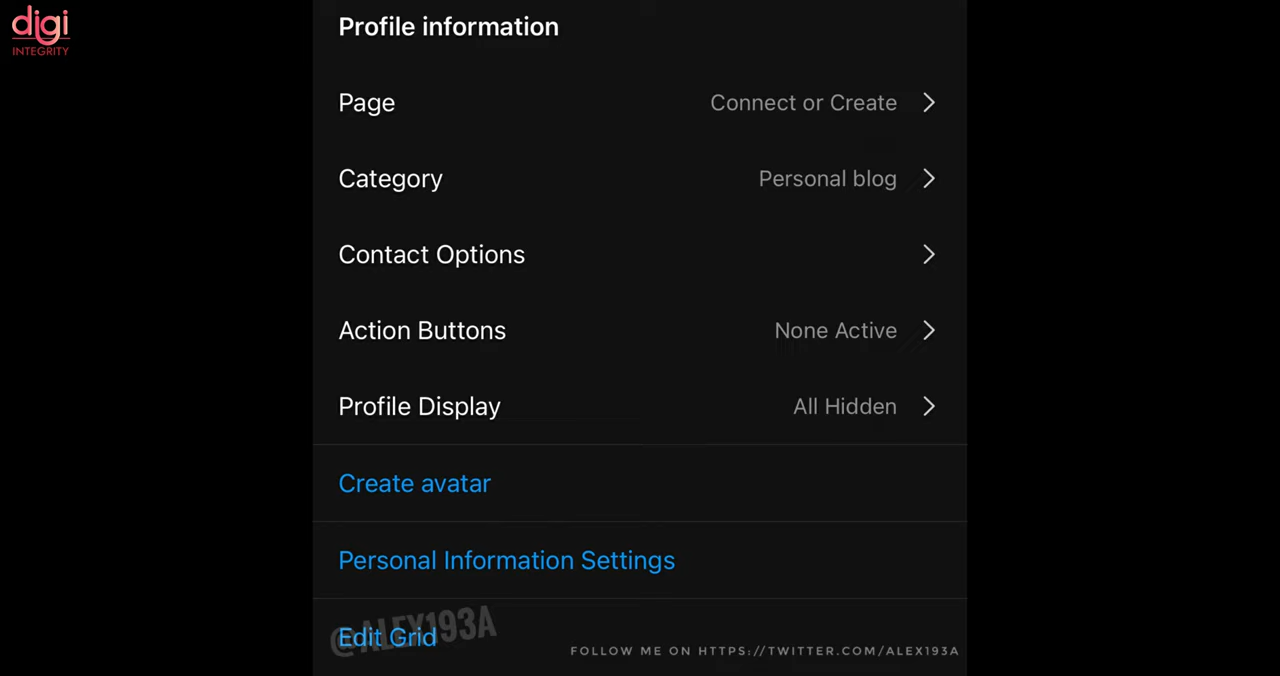 digi
INTEGRITY
Profile information
Page Connect or Create
Category Personal blog
Contact Options
Action Buttons None Active
Profile Display All Hidden
Create avatar
Personal Information Settings
@ALEX193A
Edit Grid
FOLLOW ME ON HTTPS://TWITTER.COM/ALEX193A